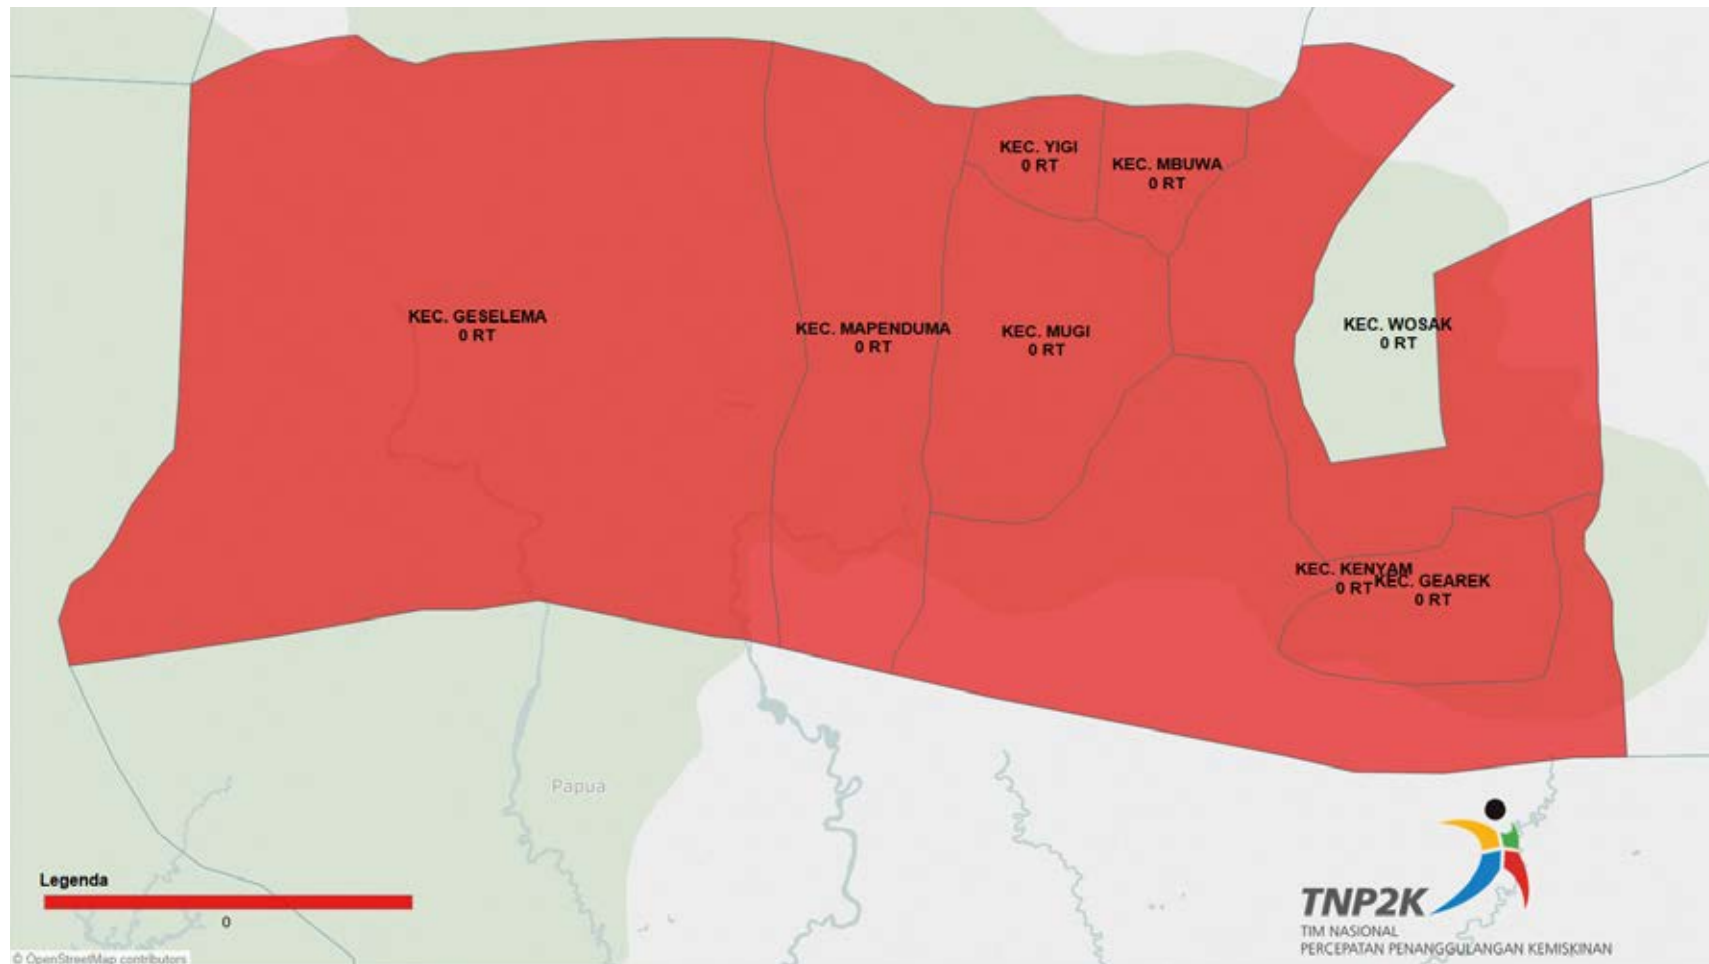 KEC. YIGI
0 RT
KEC. MBUWA
0 RT
KEC. GESELEMA
0 RT
KEC. MAPENDUMA
0 RT
KEC. MUGI
0 RT
KEC. WOSAK
0 RT
KEC. KENYAM
0 RT
KEC. GEAREK
0 RT
Papua
Legenda
0
TNP2K
TIM NASIONAL
PERCEPATAN PENANGGULANGAN KEMISKINAN
© OpenStreetMap contributors